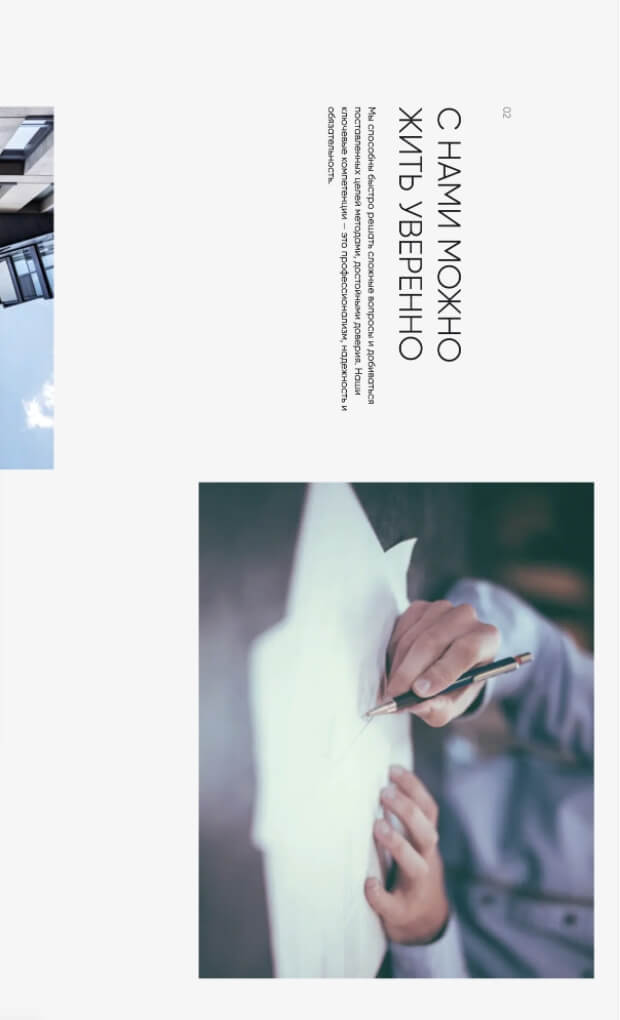 02
С НАМИ МОЖНО
ЖИТЬ УВЕРЕННО
Мы способны быстро решать сложные вопросы и добиваться
поставленных целей методами, достойными доверия. Наши
ключевые компетенции — это профессионализм, надежность и
обязательность.